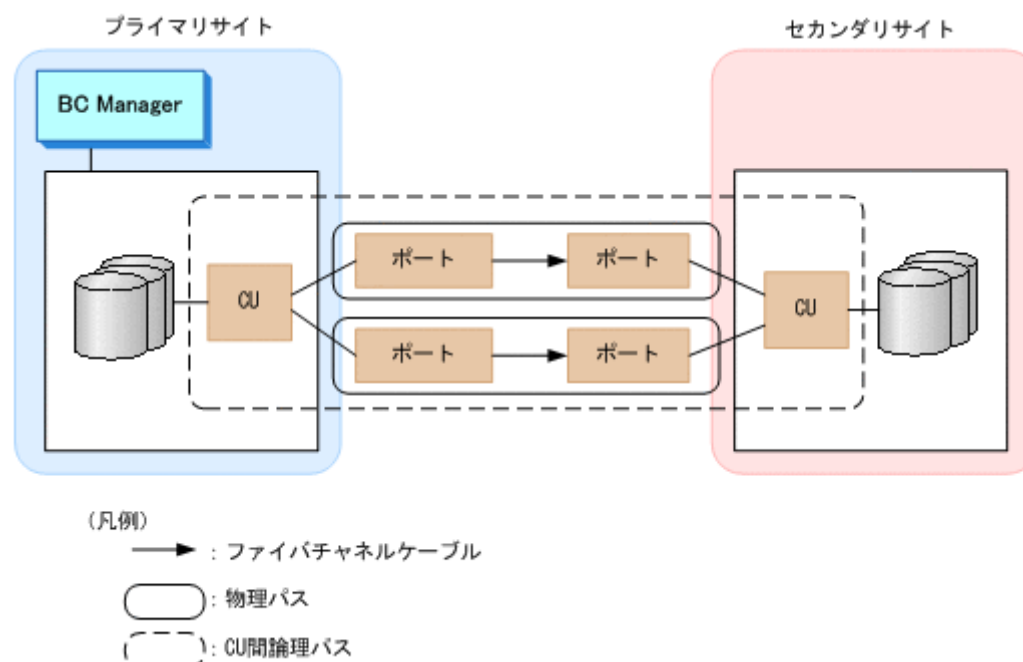 プライマリサイト
セカンダリサイト
BC Manager
ポート
ポート
CU
CU
ポート
ポート
(凡例)
: ファイバチャネルケーブル
: 物理パス
: CU間論理パス